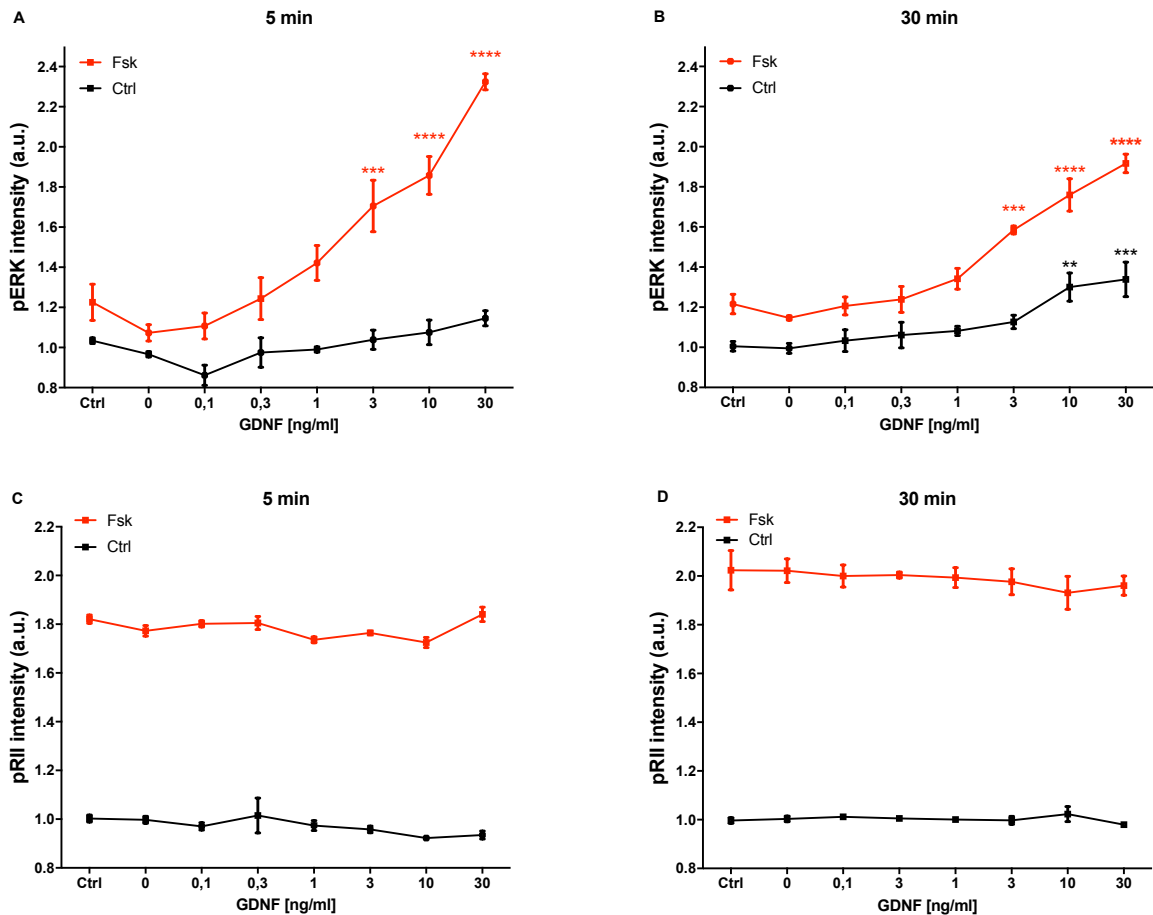 A
5 min
Fsk
Ctrl
pERK intensity (a.u.)
2.4
2.2
2.0
1.8
1.6
1.4
1.2
1.0
0.8
***
****
****
Ctrl 0 0,1 0,3 1 3 10 30
GDNF [ng/ml]
B
30 min
Fsk
Ctrl
pERK intensity (a.u.)
2.4
2.2
2.0
1.8
1.6
1.4
1.2
1.0
0.8
***
****
****
**
***
Ctrl 0 0,1 0,3 1 3 10 30
GDNF [ng/ml]
C
5 min
Fsk
Ctrl
pRII intensity (a.u.)
2.2
2.0
1.8
1.6
1.4
1.2
1.0
0.8
Ctrl 0 0,1 0,3 1 3 10 30
GDNF [ng/ml]
D
30 min
Fsk
Ctrl
pRII intensity (a.u.)
2.2
2.0
1.8
1.6
1.4
1.2
1.0
0.8
Ctrl 0 0,1 3 1 3 10 30
GDNF [ng/ml]